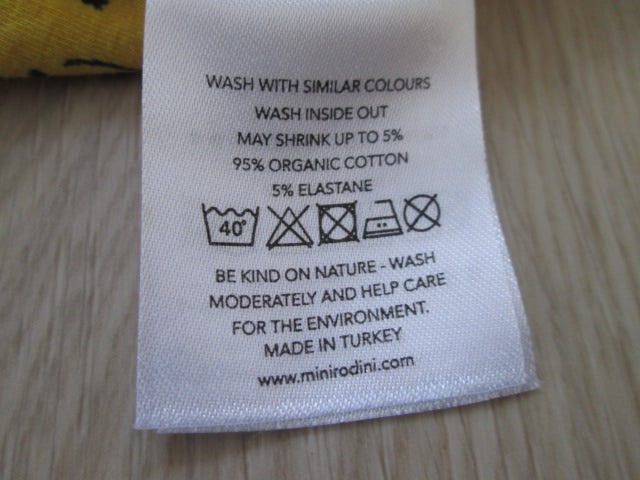 WASH WITH SIMILAR COLOURS
WASH INSIDE OUT
MAY SHRINK UP TO 5%
95% ORGANIC COTTON
5% ELASTANE
40°
BE KIND ON NATURE - WASH
MODERATELY AND HELP CARE
FOR THE ENVIRONMENT.
MADE IN TURKEY
www.minirodini.com